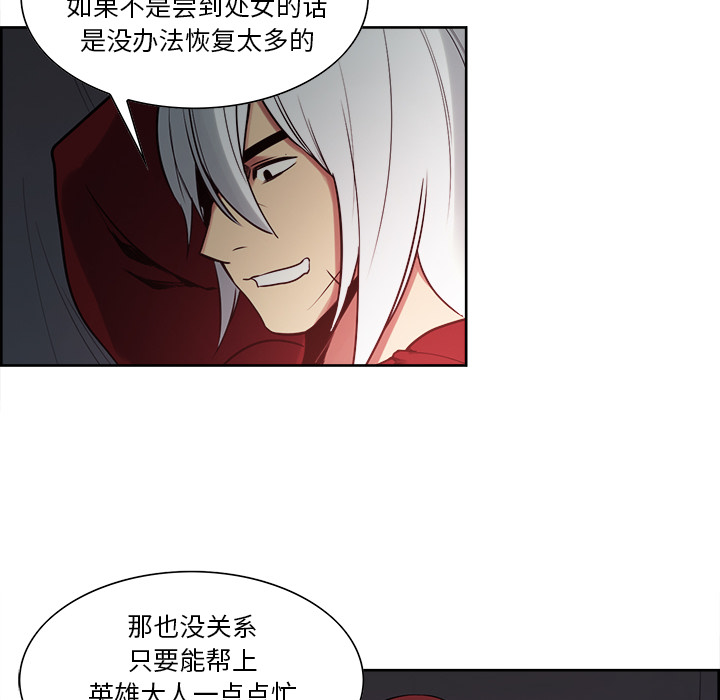 如果不是尝到处女的话
是没办法恢复太多的
那也没关系
只要能帮上
英雄大人一点点忙